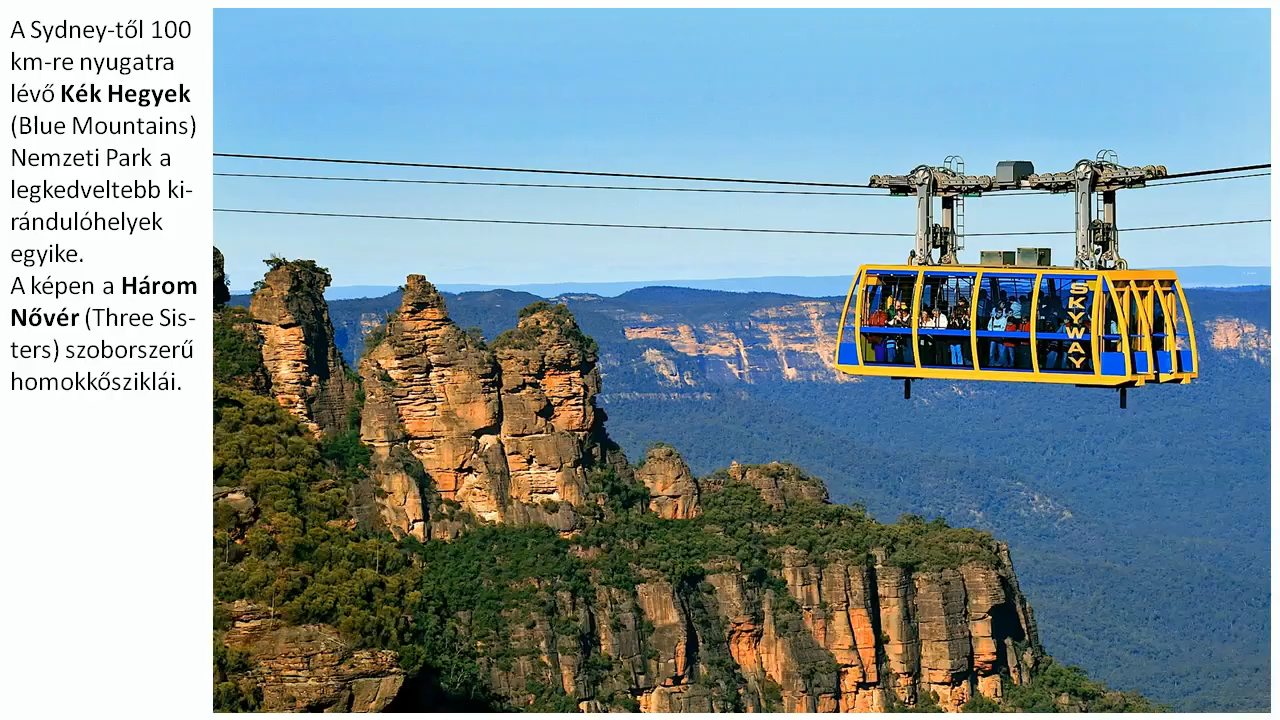 A Sydney-től 100
km-re nyugatra
lévő Kék Hegyek
(Blue Mountains)
Nemzeti Park a
legkedveltebb ki-
rándulóhelyek
egyike.
A képen a Három
Nővér (Three Sis-
ters) szoborszerű
homokkősziklái.
SKYWAY